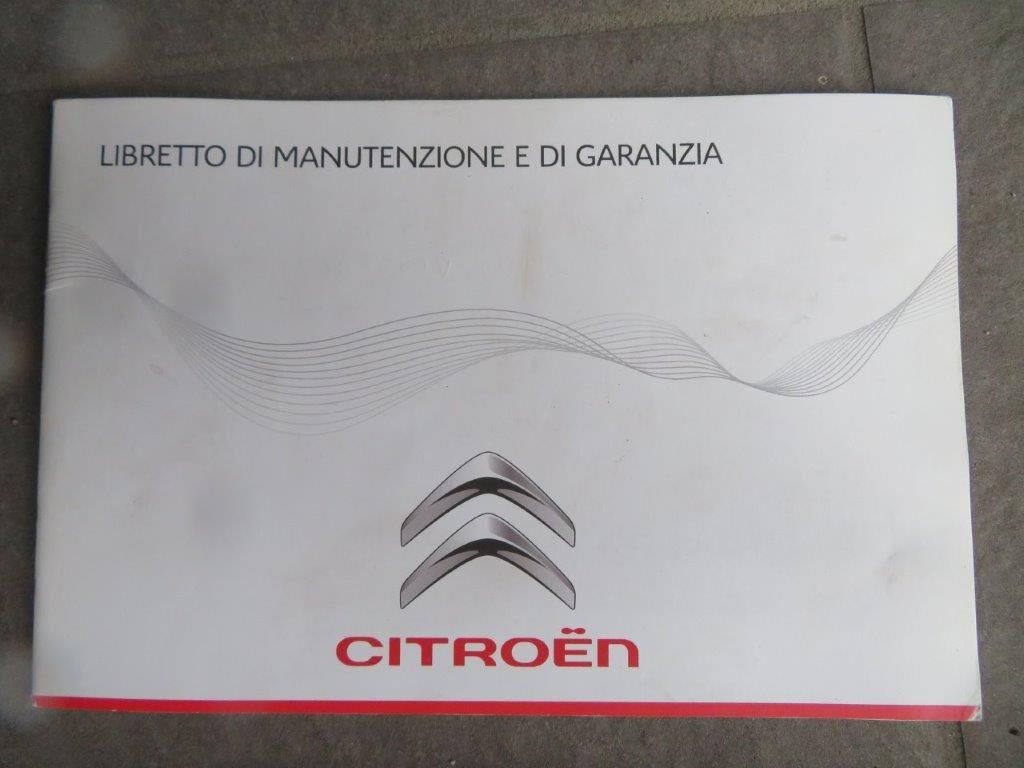 LIBRETTO DI MANUTENZIONE E DI GARANZIA
CITROËN